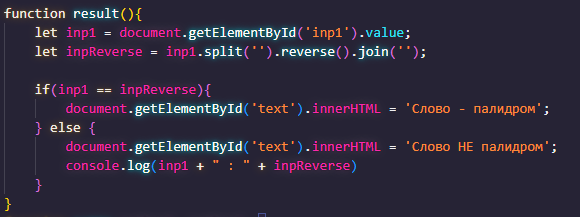 function result(){
let inp1 = document.getElementById('inp1').value;
let inpReverse = inp1.split('').reverse().join('');
if(inp1 == inpReverse){
document.getElementById('text').innerHTML = 'Слово - палидром';
} else {
document.getElementById('text').innerHTML = 'Слово НЕ палидром';
console.log(inp1 + " : " + inpReverse)
}
}